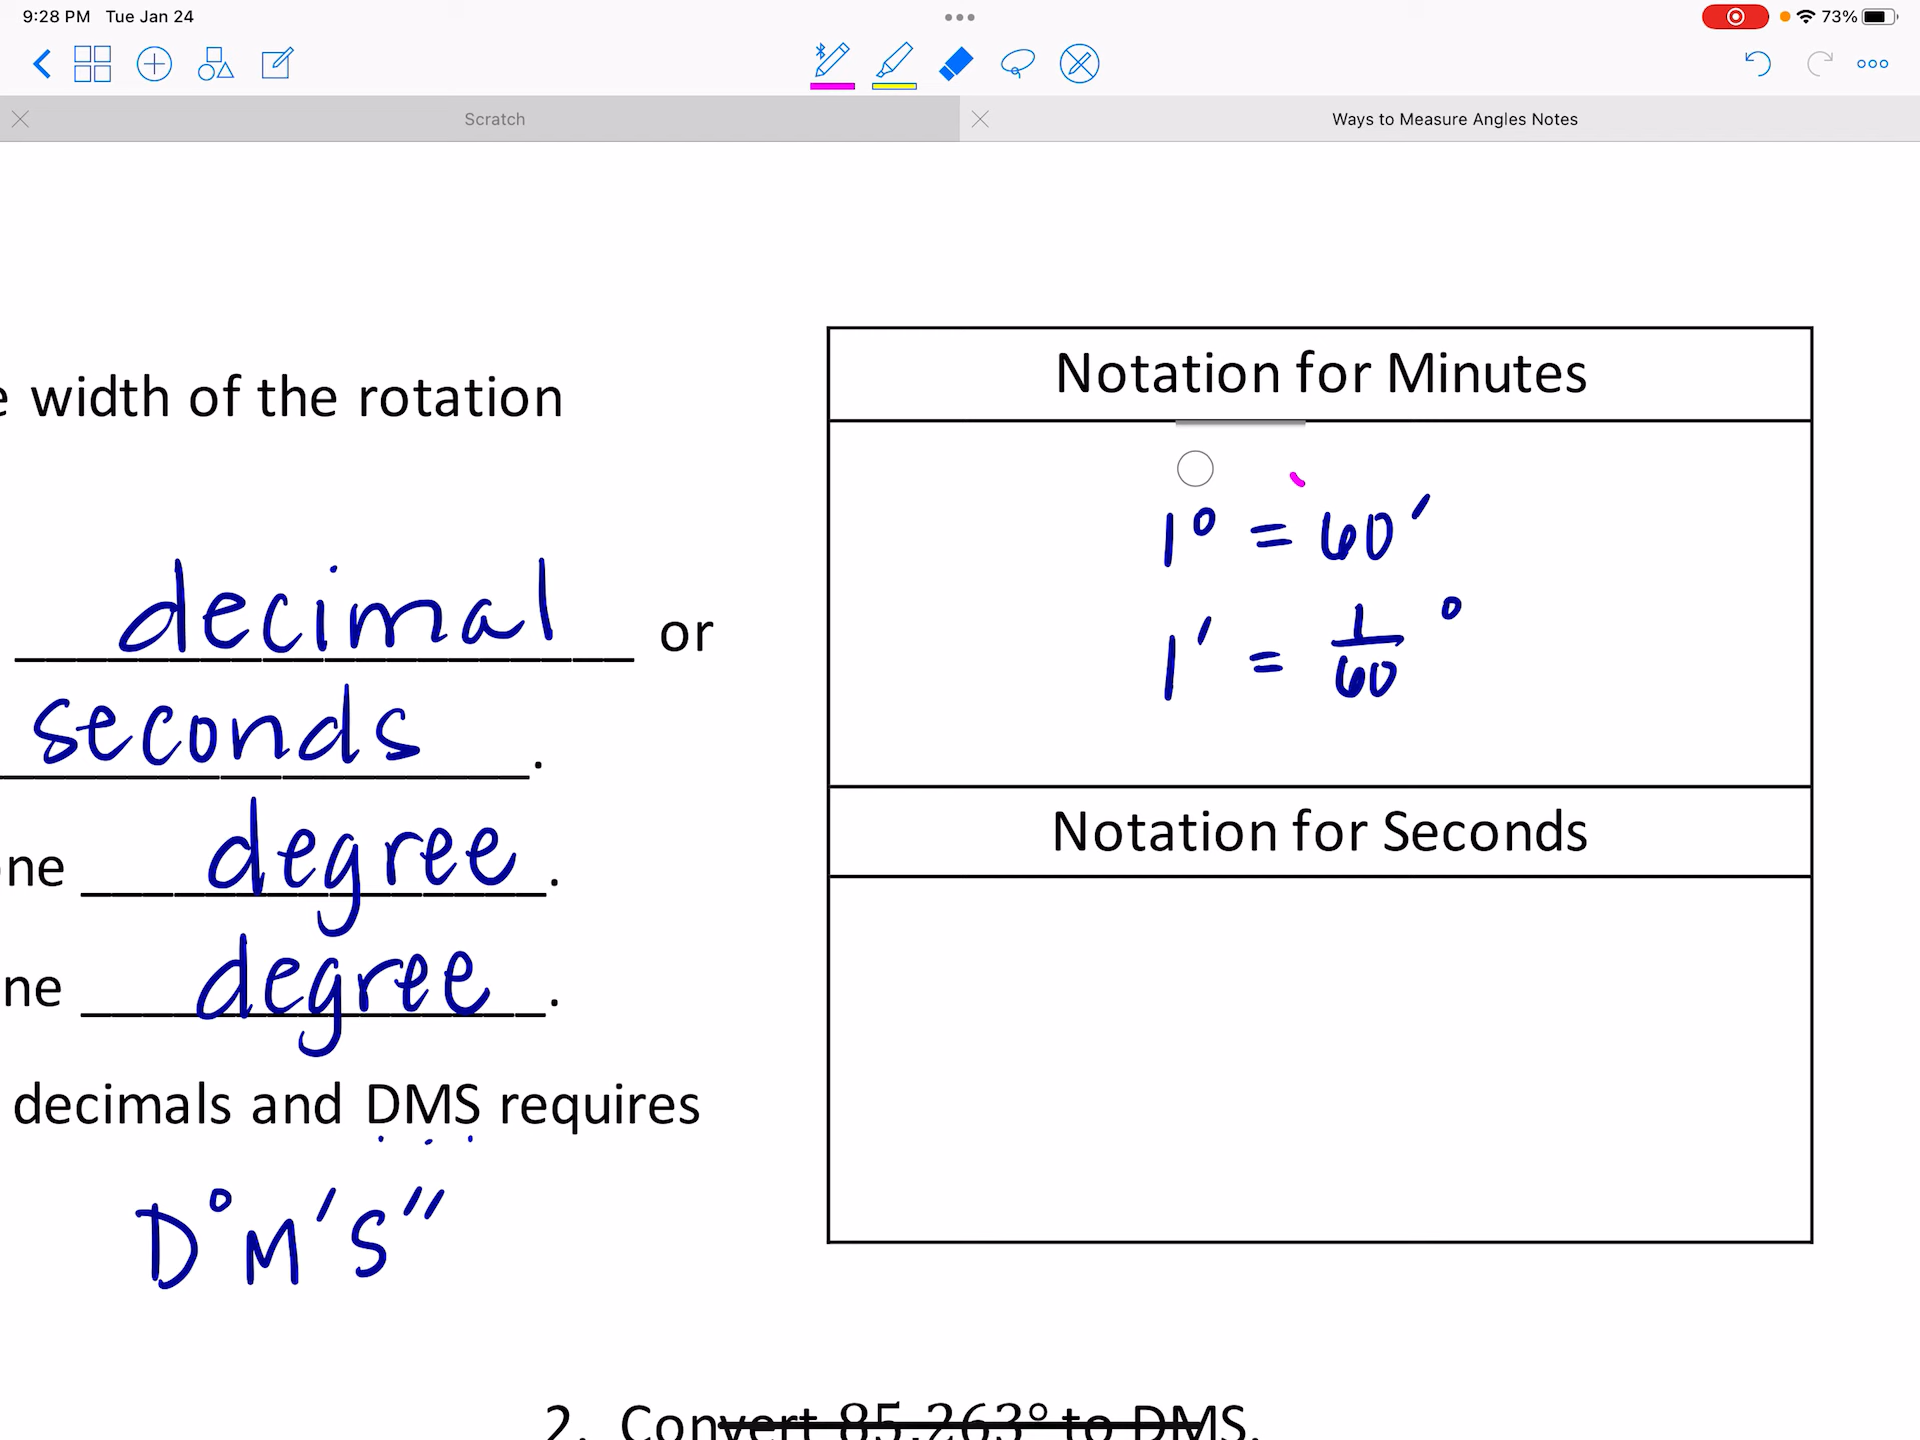 9:28 PM Tue Jan 24
73%
Scratch
Ways to Measure Angles Notes
width of the rotation
decimal or
seconds.
degree.
degree.
decimals and DMS requires
D°M'S"
Notation for Minutes
1° = 60'
1' = 1/60 °
Notation for Seconds
2. Convert 85.263° to DMS.